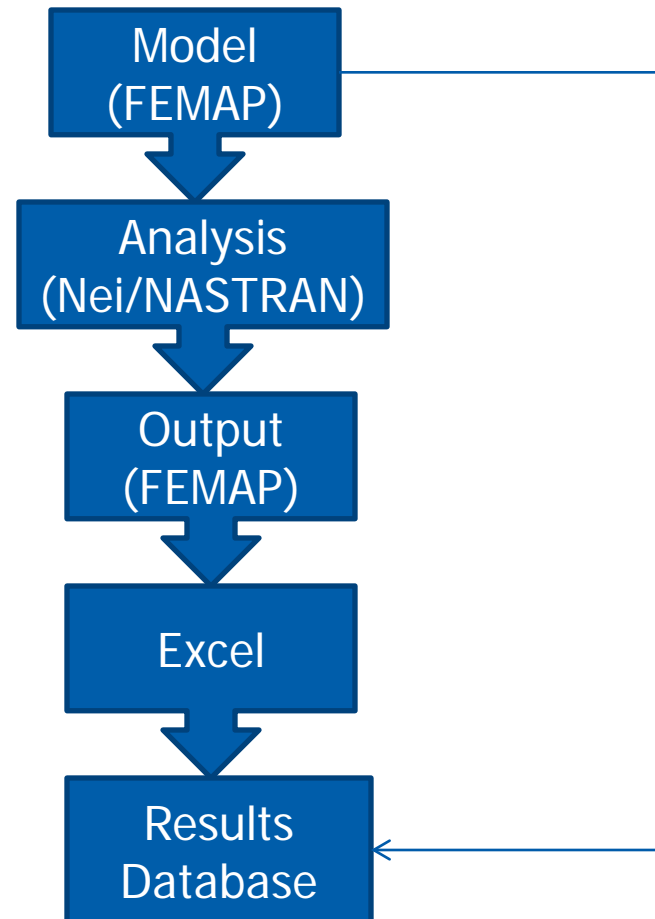 Model
(FEMAP)
Analysis
(Nei/NASTRAN)
Output
(FEMAP)
Excel
Results
Database